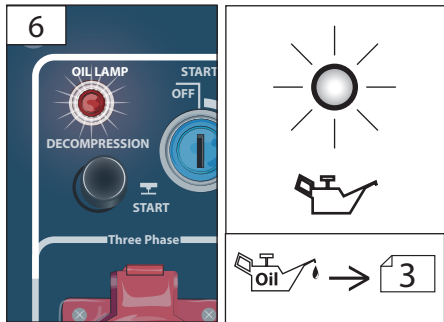 6
OIL LAMP
START
OFF
DECOMPRESSION
START
Three Phase
Oil
3